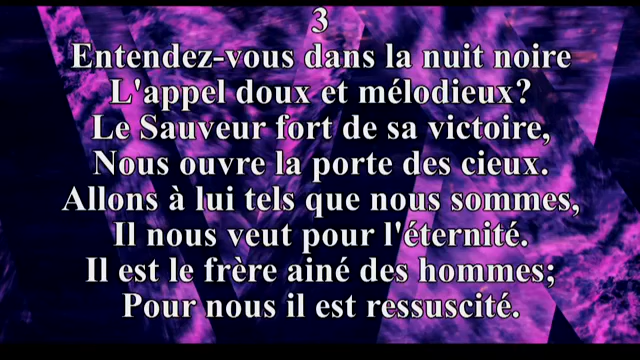 3
Entendez-vous dans la nuit noire
L'appel doux et mélodieux?
Le Sauveur fort de sa victoire,
Nous ouvre la porte des cieux.
Allons à lui tels que nous sommes,
Il nous veut pour l'éternité.
Il est le frère ainé des hommes;
Pour nous il est ressuscité.